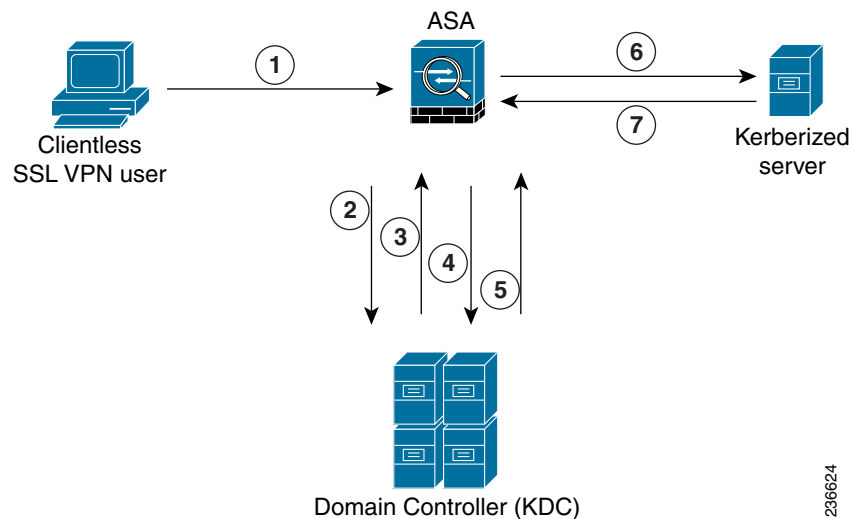 ASA
1
6
7
Clientless
SSL VPN user
Kerberized
server
2
3
4
5
Domain Controller (KDC)
236624